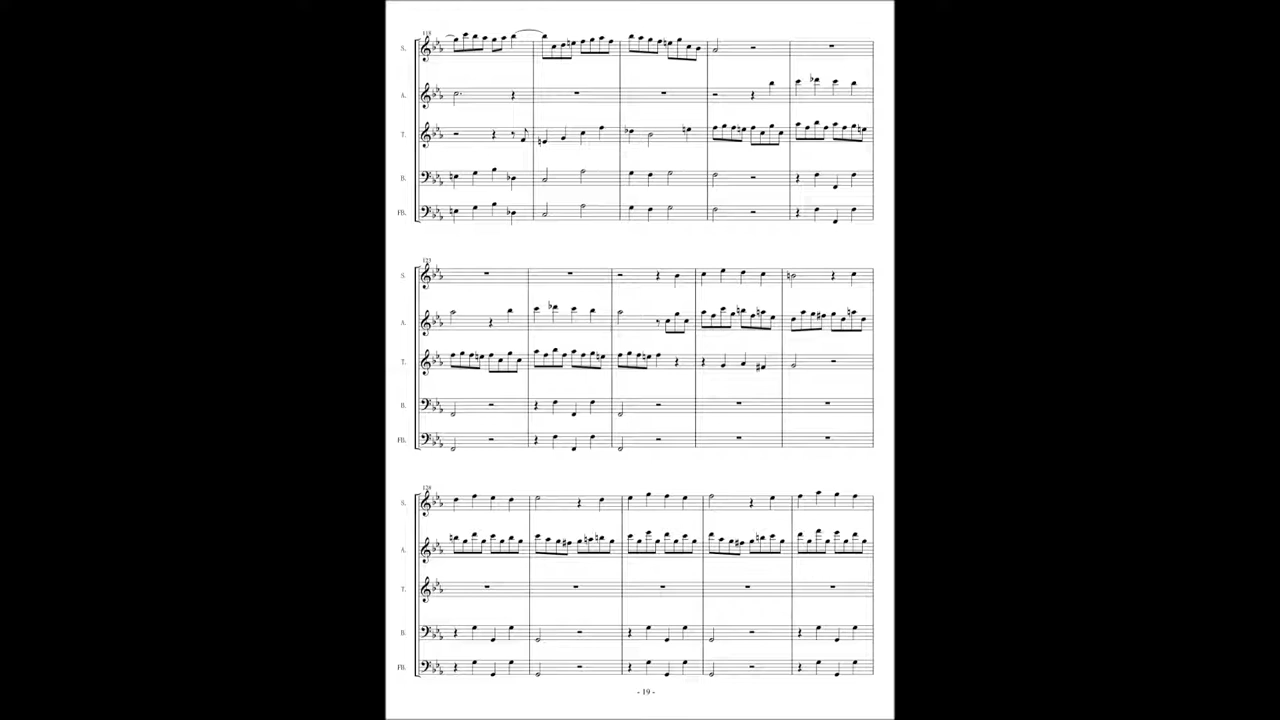 118
S.
A.
T.
B.
FB.
123
S.
A.
T.
B.
FB.
128
S.
A.
T.
B.
FB.
- 19 -